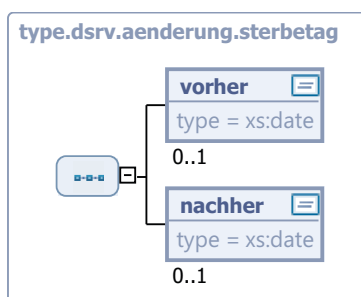 type.dsrv.aenderung.sterbetag
vorher
type = xs:date
0..1
nachher
type = xs:date
0..1